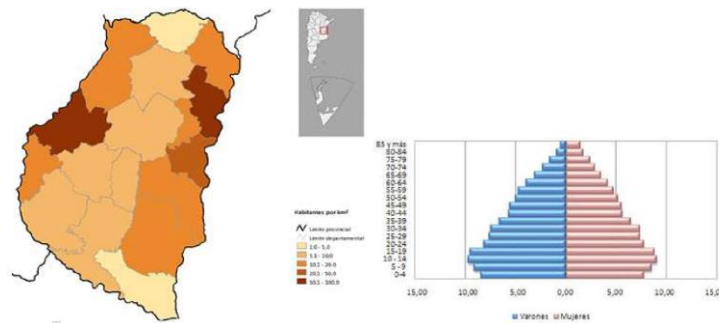 Habitantes por km²
Límite provincial
Límite departamental
1.0 - 5.0
5.1 - 10.0
10.1 - 20.0
20.1 - 50.0
50.1 - 100.0
85 y más
80-84
75-79
70-74
65-69
60-64
55-59
50-54
45-49
40-44
35-39
30-34
25-29
20-24
15-19
10 - 14
5 - 9
0-4
15,00 10,00 5,00 0,00 5,00 10,00 15,00
Varones Mujeres